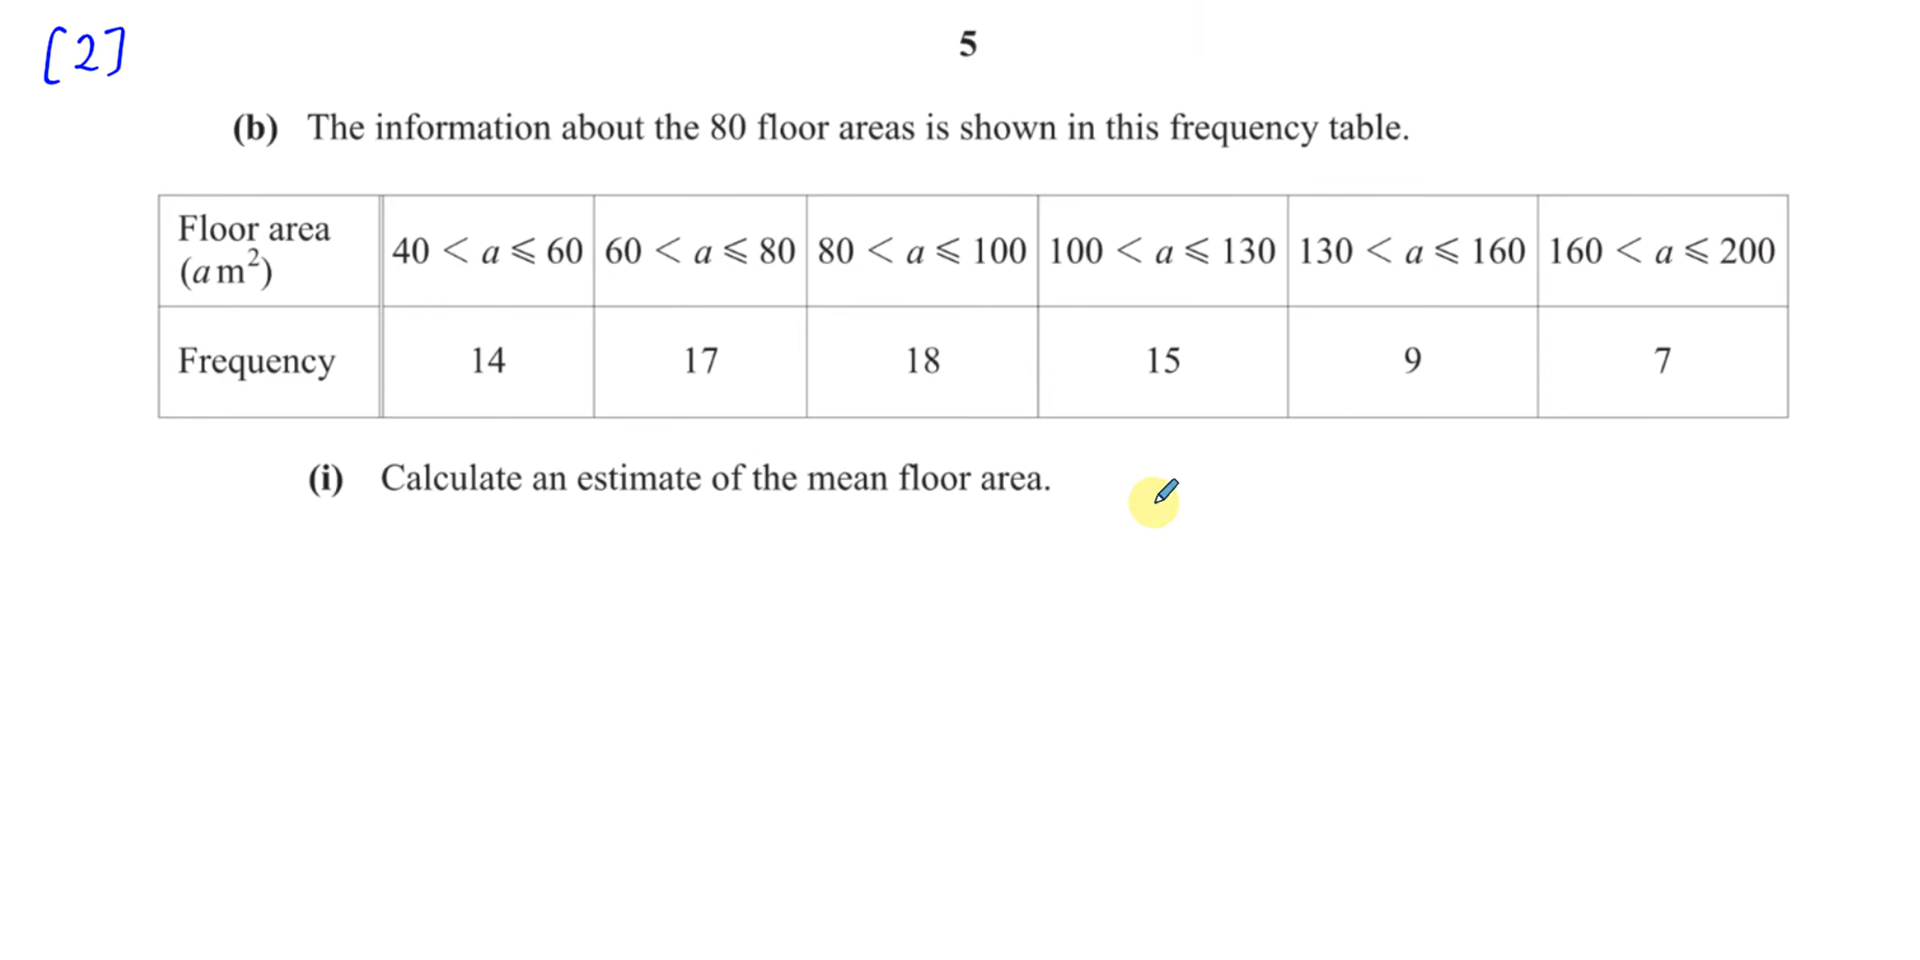 [2]
5
(b) The information about the 80 floor areas is shown in this frequency table.
Floor area (a m²) 40 < a ⩽ 60 60 < a ⩽ 80 80 < a ⩽ 100 100 < a ⩽ 130 130 < a ⩽ 160 160 < a ⩽ 200
Frequency 14 17 18 15 9 7
(i) Calculate an estimate of the mean floor area.